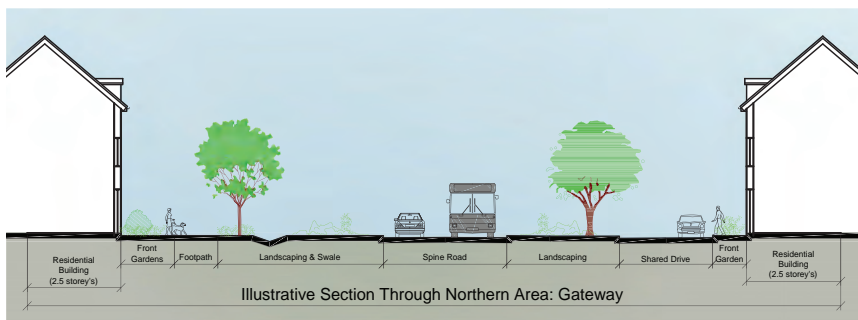 Residential
Building
(2.5 storey's)
Front
Gardens
Footpath
Landscaping & Swale
Spine Road
Landscaping
Shared Drive
Front
Garden
Residential
Building
(2.5 storey's)
Illustrative Section Through Northern Area: Gateway